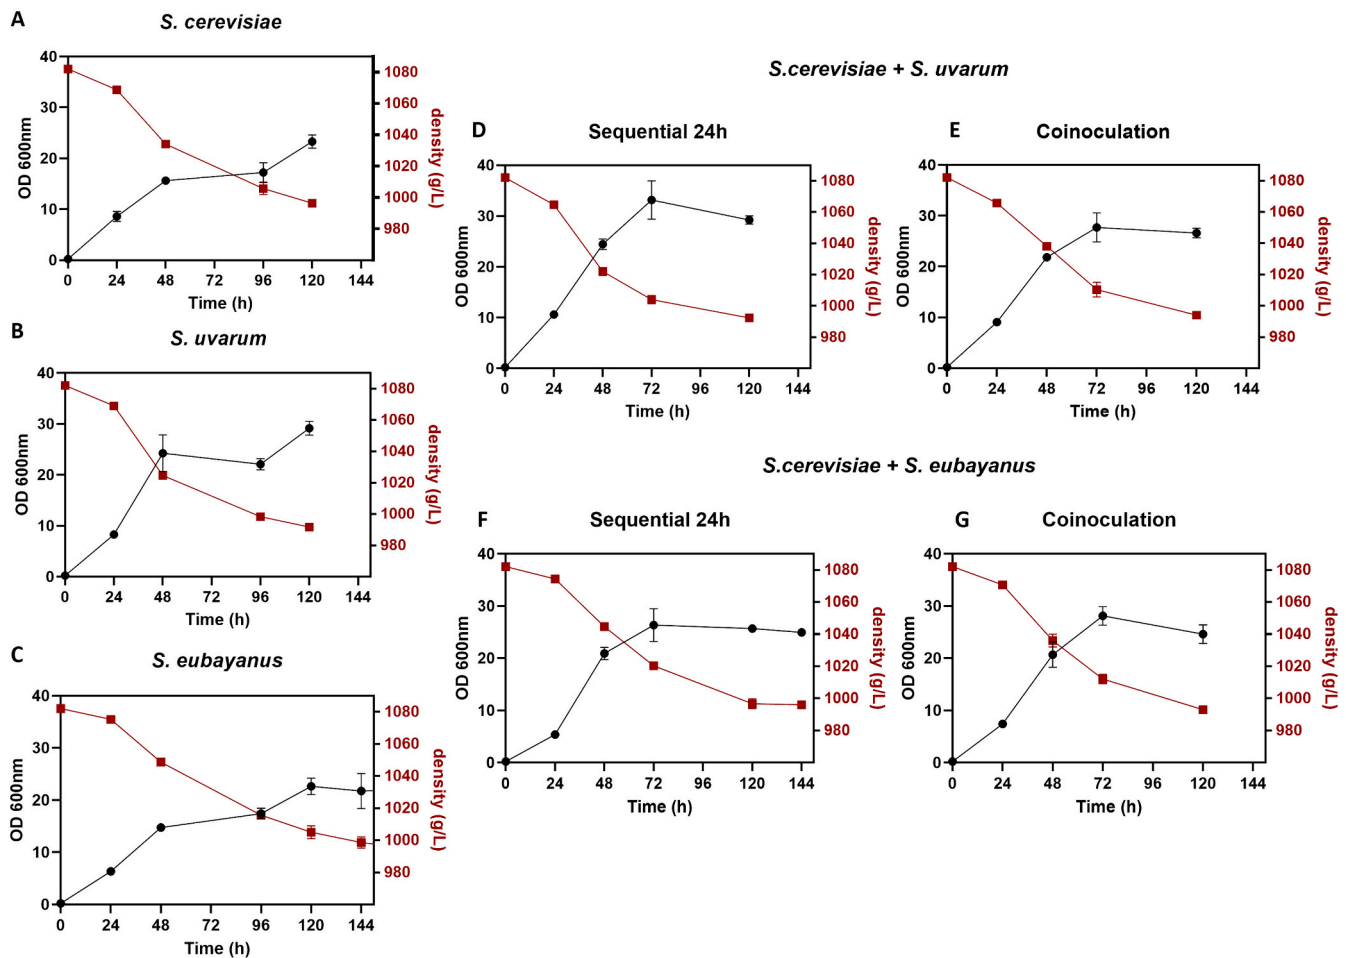 A
S. cerevisiae
40
30
20
10
0
OD 600nm
1080
1060
1040
1020
1000
980
density (g/L)
0 24 48 72 96 120 144
Time (h)
B
S. uvarum
40
30
20
10
0
OD 600nm
1080
1060
1040
1020
1000
980
density (g/L)
0 24 48 72 96 120 144
Time (h)
C
S. eubayanus
40
30
20
10
0
OD 600nm
1080
1060
1040
1020
1000
980
density (g/L)
0 24 48 72 96 120 144
Time (h)
S.cerevisiae + S. uvarum
D
Sequential 24h
40
30
20
10
0
OD 600nm
1080
1060
1040
1020
1000
980
density (g/L)
0 24 48 72 96 120 144
Time (h)
E
Coinoculation
40
30
20
10
0
OD 600nm
1080
1060
1040
1020
1000
980
density (g/L)
0 24 48 72 96 120 144
Time (h)
S.cerevisiae + S. eubayanus
F
Sequential 24h
40
30
20
10
0
OD 600nm
1080
1060
1040
1020
1000
980
density (g/L)
0 24 48 72 96 120 144
Time (h)
G
Coinoculation
40
30
20
10
0
OD 600nm
1080
1060
1040
1020
1000
980
density (g/L)
0 24 48 72 96 120 144
Time (h)